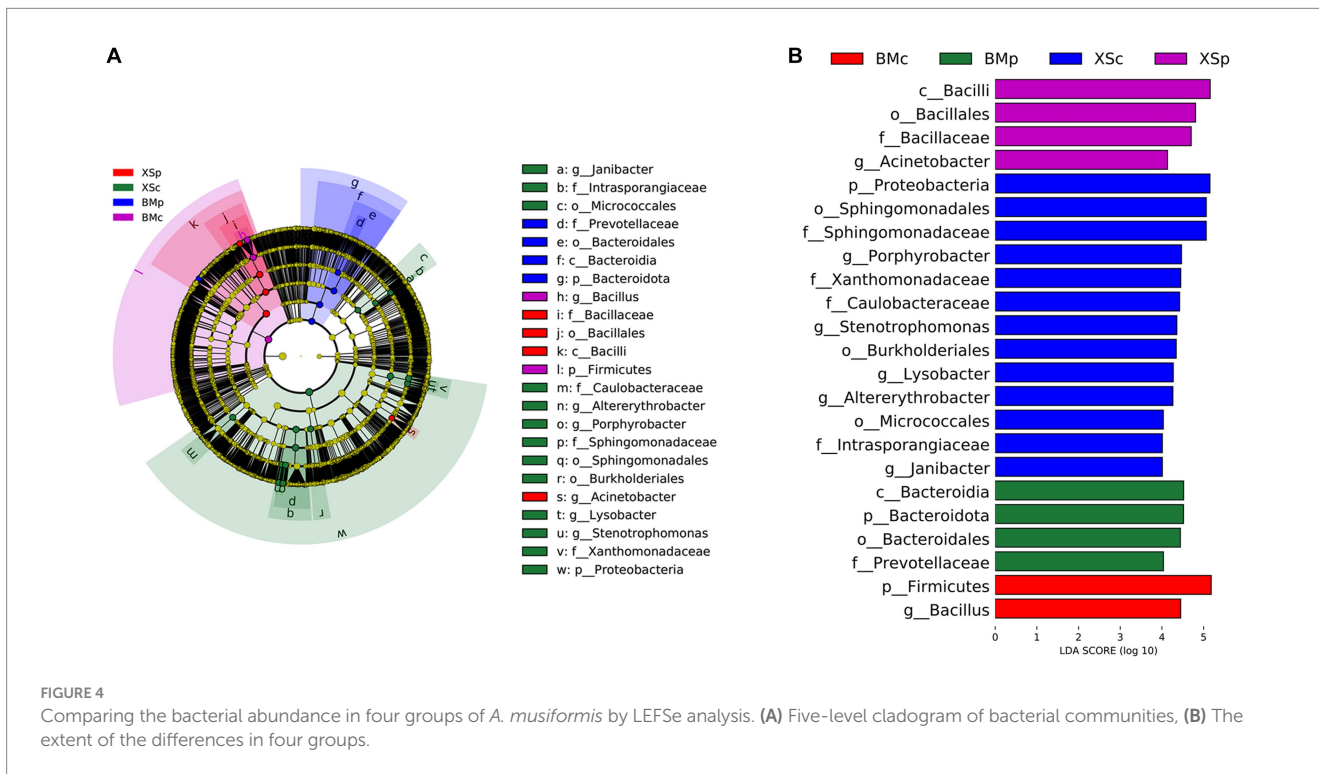 A
XSp
XSc
BMp
BMc
g
f
e
d
c
b
a
k
j
i
h
l
m
n
o
p
q
r
s
t
u
v
w
a: g__Janibacter
b: f__Intrasporangiaceae
c: o__Micrococcales
d: f__Prevotellaceae
e: o__Bacteroidales
f: c__Bacteroidia
g: p__Bacteroidota
h: g__Bacillus
i: f__Bacillaceae
j: o__Bacillales
k: c__Bacilli
l: p__Firmicutes
m: f__Caulobacteraceae
n: g__Altererythrobacter
o: g__Porphyrobacter
p: f__Sphingomonadaceae
q: o__Sphingomonadales
r: o__Burkholderiales
s: g__Acinetobacter
t: g__Lysobacter
u: g__Stenotrophomonas
v: f__Xanthomonadaceae
w: p__Proteobacteria
B
BMc BMp XSc XSp
c__Bacilli
o__Bacillales
f__Bacillaceae
g__Acinetobacter
p__Proteobacteria
o__Sphingomonadales
f__Sphingomonadaceae
g__Porphyrobacter
f__Xanthomonadaceae
f__Caulobacteraceae
g__Stenotrophomonas
o__Burkholderiales
g__Lysobacter
g__Altererythrobacter
o__Micrococcales
f__Intrasporangiaceae
g__Janibacter
c__Bacteroidia
p__Bacteroidota
o__Bacteroidales
f__Prevotellaceae
p__Firmicutes
g__Bacillus
0 1 2 3 4 5
LDA SCORE (log 10)
FIGURE 4
Comparing the bacterial abundance in four groups of A. musiformis by LEFSe analysis. (A) Five-level cladogram of bacterial communities, (B) The
extent of the differences in four groups.